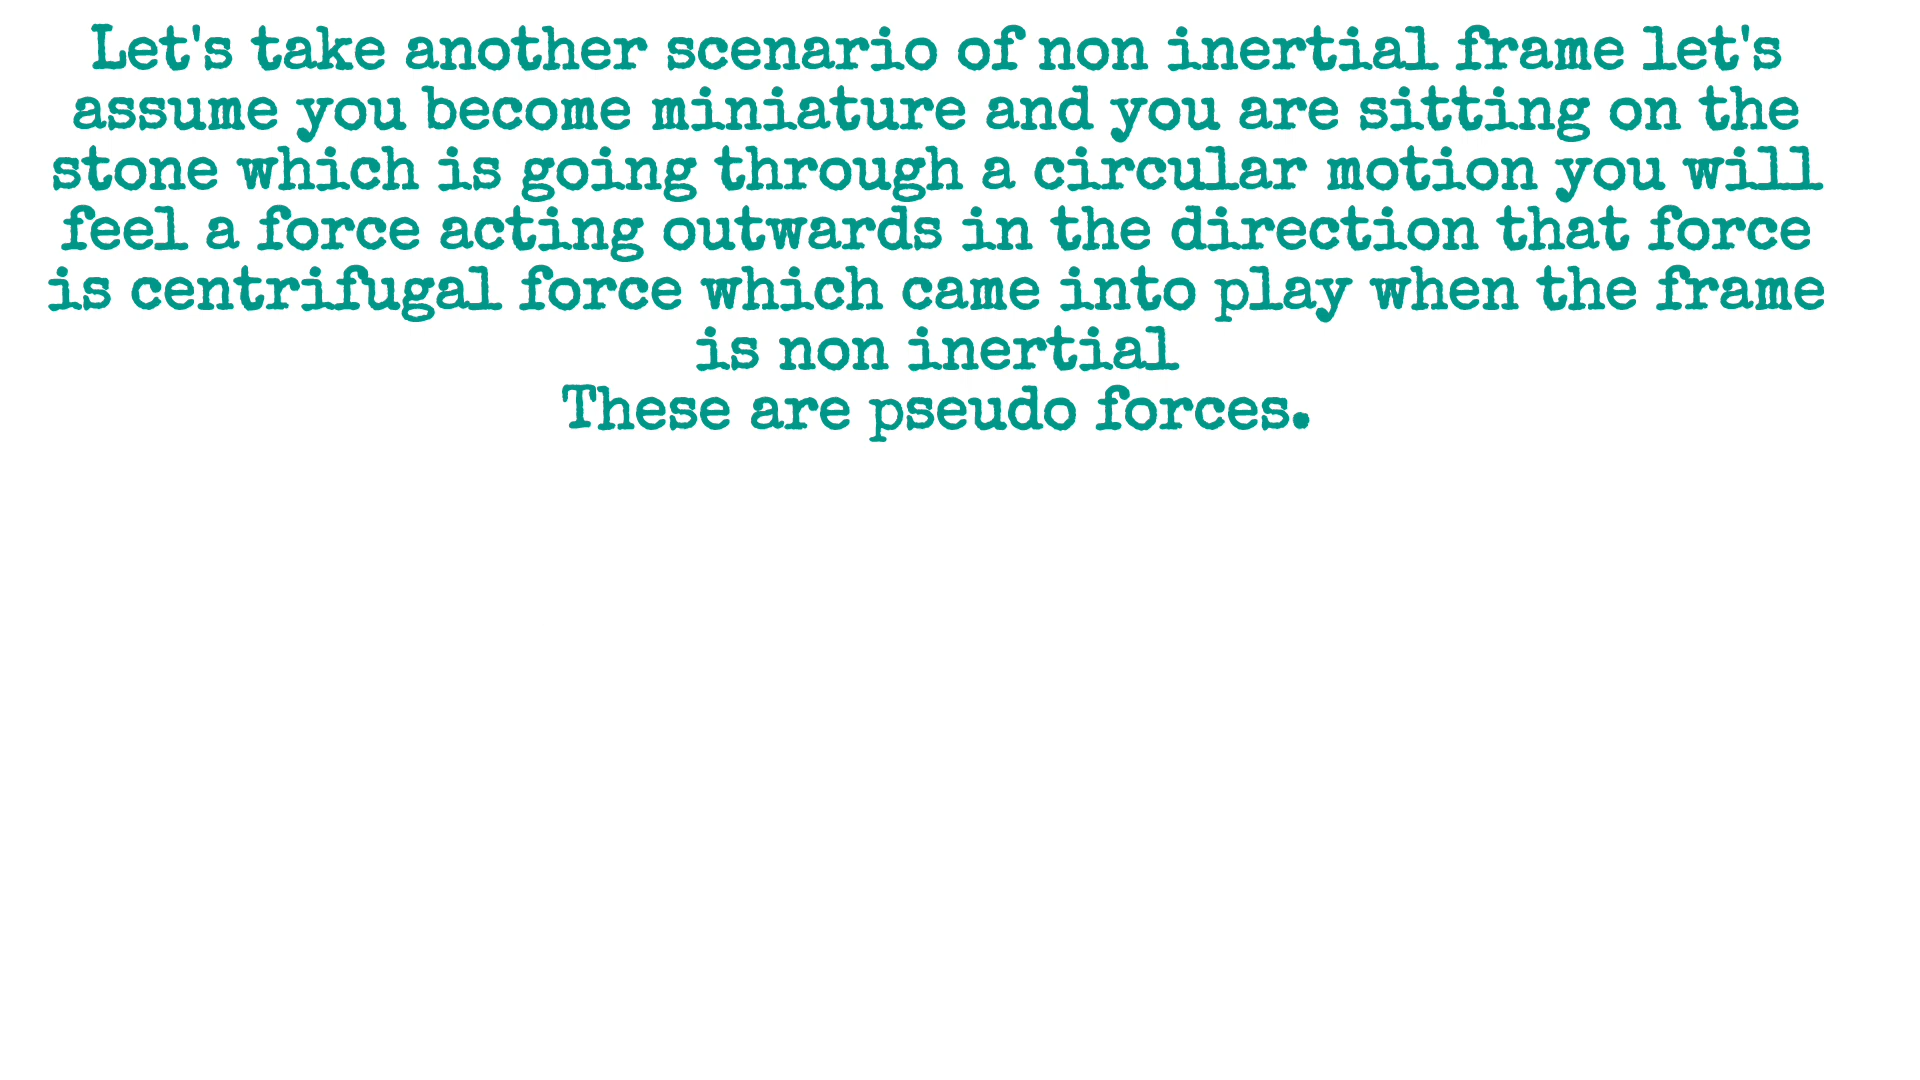 Let's take another scenario of non inertial frame let's
assume you become miniature and you are sitting on the
stone which is going through a circular motion you will
feel a force acting outwards in the direction that force
is centrifugal force which came into play when the frame
is non inertial
These are pseudo forces.